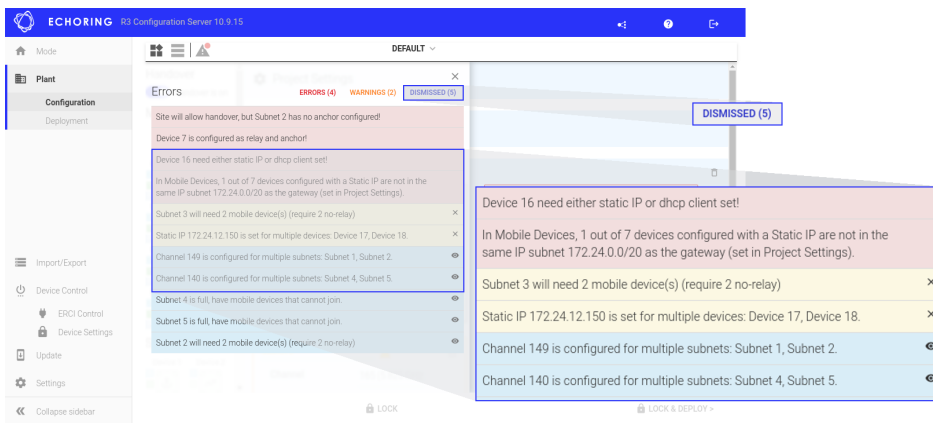 ECHORING R3 Configuration Server 10.9.15
Mode
Plant
Configuration
Deployment
Import/Export
Device Control
ERCI Control
Device Settings
Update
Settings
Collapse sidebar
DEFAULT
Project Settings
Errors
ERRORS (4) WARNINGS (2) DISMISSED (5)
Site will allow handover, but Subnet 2 has no anchor configured!
Device 7 is configured as relay and anchor!
Device 16 need either static IP or dhcp client set!
In Mobile Devices, 1 out of 7 devices configured with a Static IP are not in the
same IP subnet 172.24.0.0/20 as the gateway (set in Project Settings).
Subnet 3 will need 2 mobile device(s) (require 2 no-relay)
Static IP 172.24.12.150 is set for multiple devices: Device 17, Device 18.
Channel 149 is configured for multiple subnets: Subnet 1, Subnet 2.
Channel 140 is configured for multiple subnets: Subnet 4, Subnet 5.
Subnet 4 is full, have mobile devices that cannot join.
Subnet 5 is full, have mobile devices that cannot join.
Subnet 2 will need 2 mobile device(s) (require 2 no-relay)
LOCK
LOCK & DEPLOY >
DISMISSED (5)
Device 16 need either static IP or dhcp client set!
In Mobile Devices, 1 out of 7 devices configured with a Static IP are not in the
same IP subnet 172.24.0.0/20 as the gateway (set in Project Settings).
Subnet 3 will need 2 mobile device(s) (require 2 no-relay)
Static IP 172.24.12.150 is set for multiple devices: Device 17, Device 18.
Channel 149 is configured for multiple subnets: Subnet 1, Subnet 2.
Channel 140 is configured for multiple subnets: Subnet 4, Subnet 5.